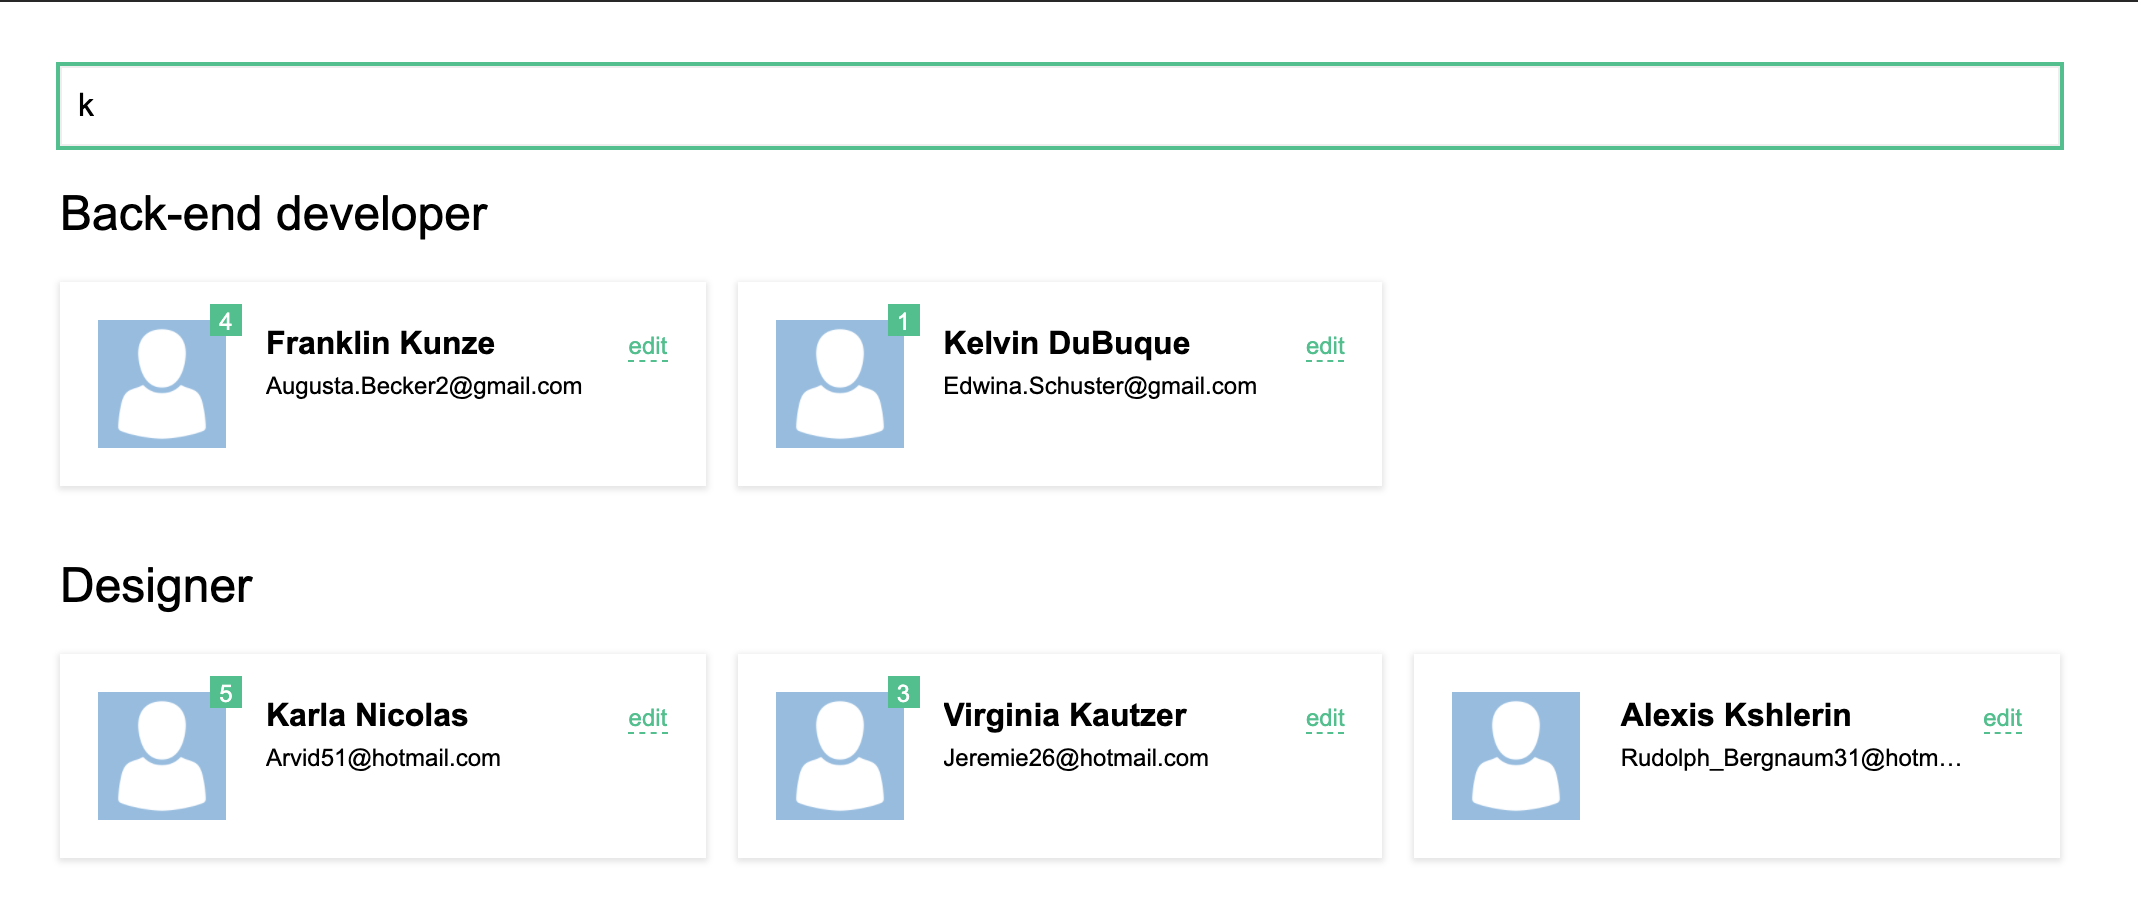 k
Back-end developer
4
Franklin Kunze
edit
Augusta.Becker2@gmail.com
1
Kelvin DuBuque
edit
Edwina.Schuster@gmail.com
Designer
5
Karla Nicolas
edit
Arvid51@hotmail.com
3
Virginia Kautzer
edit
Jeremie26@hotmail.com
Alexis Kshlerin
edit
Rudolph_Bergnaum31@hotm...